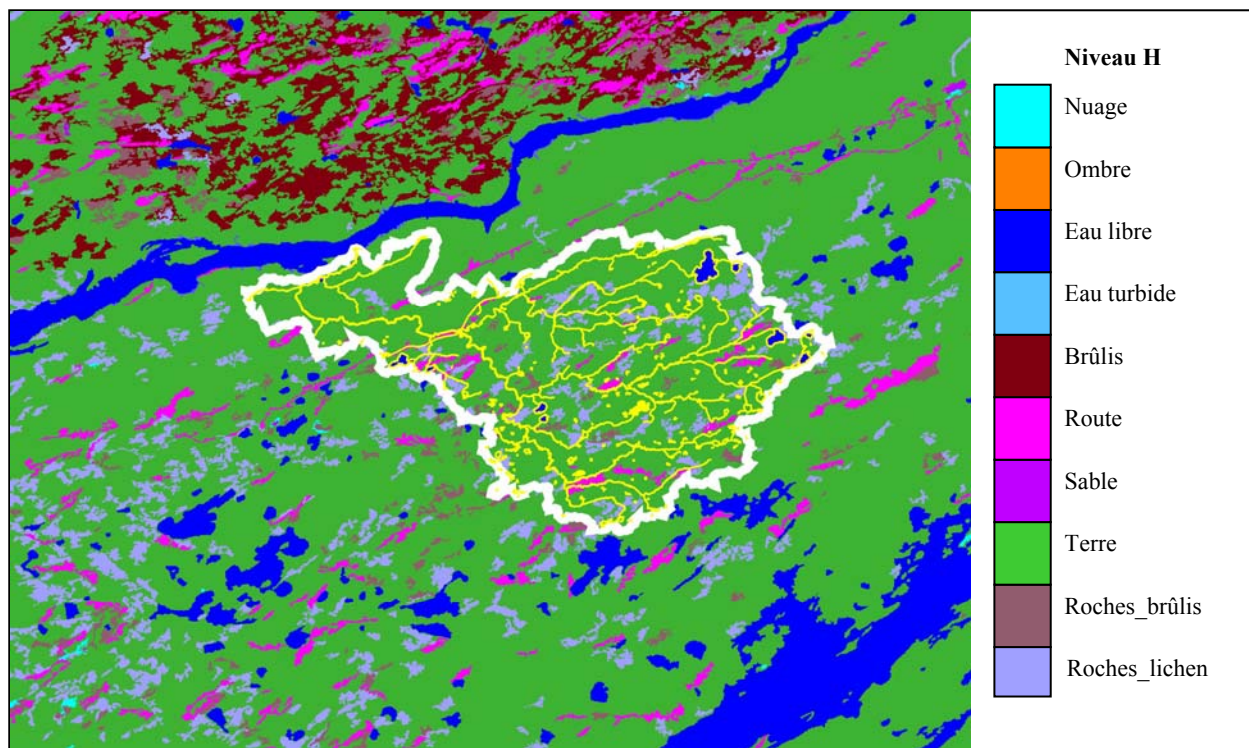 Niveau H
Nuage
Ombre
Eau libre
Eau turbide
Brûlis
Route
Sable
Terre
Roches_brûlis
Roches_lichen